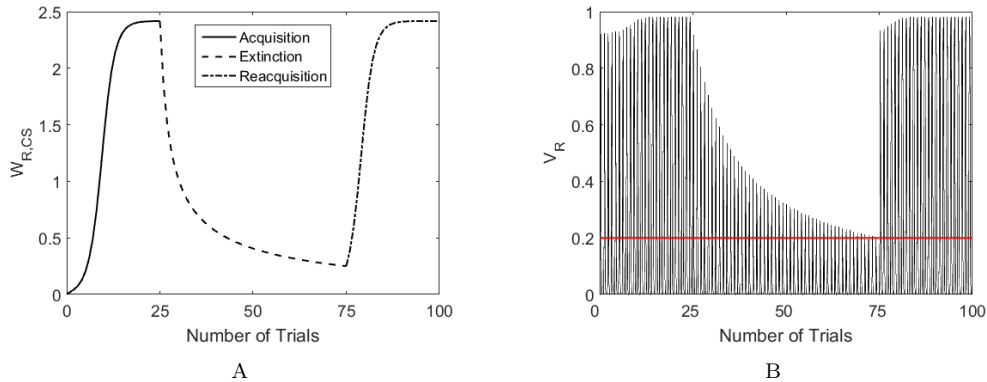 2.5
2
1.5
1
0.5
0
W_{R,CS}
Acquisition
Extinction
Reacquisition
0 25 50 75 100
Number of Trials
A
1
0.8
0.6
0.4
0.2
0
V_R
0 25 50 75 100
Number of Trials
B